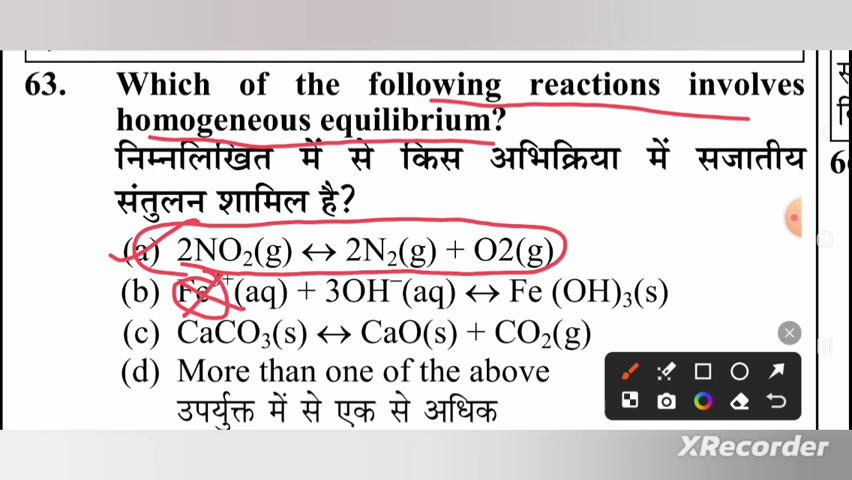 63. Which of the following reactions involves
homogeneous equilibrium?
निम्नलिखित में से किस अभिक्रिया में सजातीय
संतुलन शामिल है?
(a) 2NO₂(g) ↔ 2N₂(g) + O2(g)
(b) Fe³⁺(aq) + 3OH⁻(aq) ↔ Fe (OH)₃(s)
(c) CaCO₃(s) ↔ CaO(s) + CO₂(g)
(d) More than one of the above
उपर्युक्त में से एक से अधिक
XRecorder